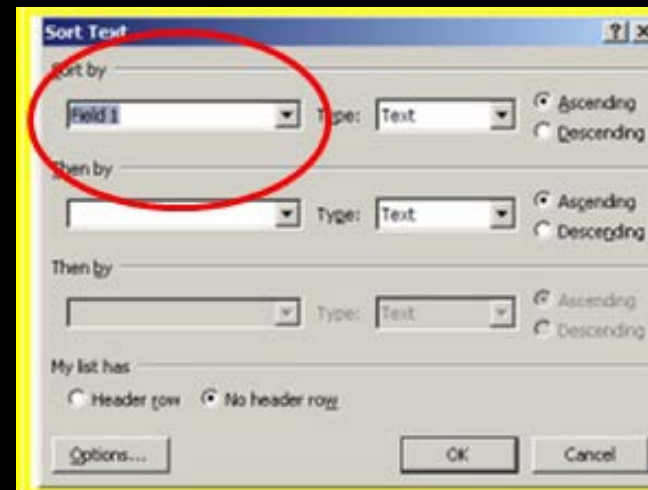 Sort Text
Sort by
Field 1 Type: Text Ascending
Descending
Then by
Type: Text Ascending
Descending
Then by
Type: Text Ascending
Descending
My list has
Header row No header row
Options... OK Cancel